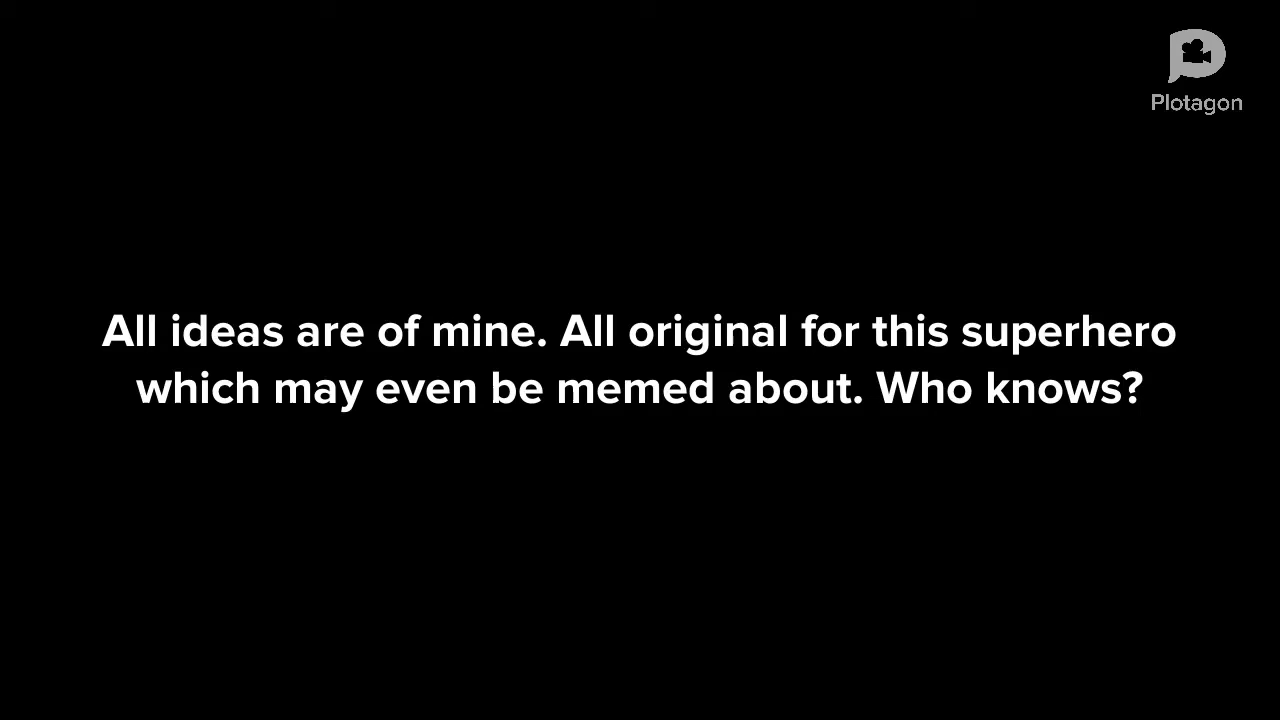 Plotagon
All ideas are of mine. All original for this superhero
which may even be memed about. Who knows?